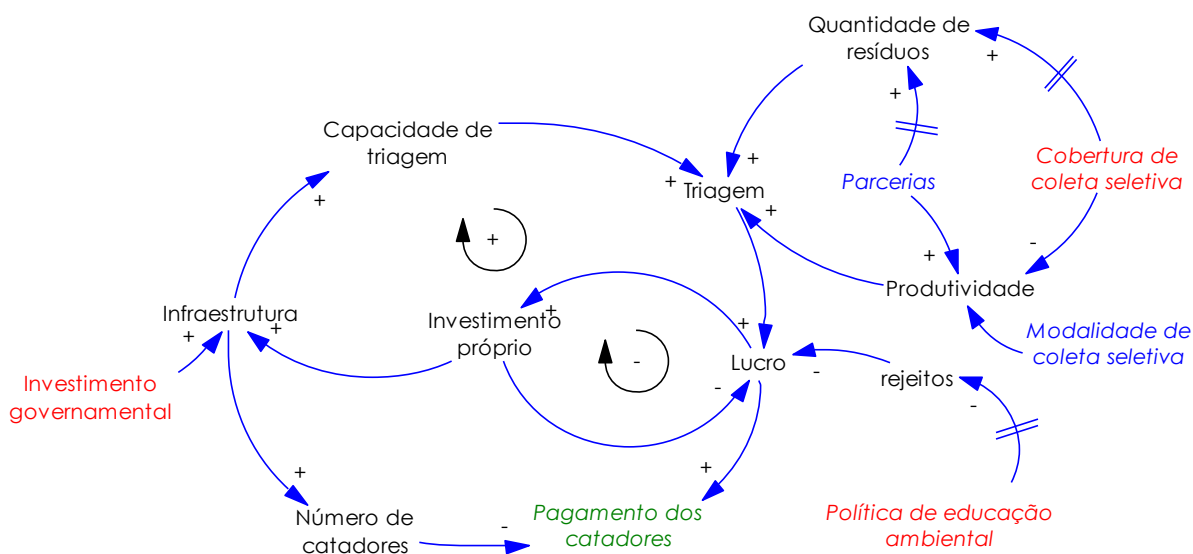 Quantidade de
resíduos
+
+
Capacidade de
triagem
+
+
Triagem
+
Parcerias
Cobertura de
coleta seletiva
+
+
-
+
Produtividade
Infraestrutura
+
+
Investimento
próprio
+
+
-
Lucro
-
-
rejeitos
-
Modalidade de
coleta seletiva
Investimento
governamental
+
+
Número de
catadores
-
Pagamento dos
catadores
Política de educação
ambiental